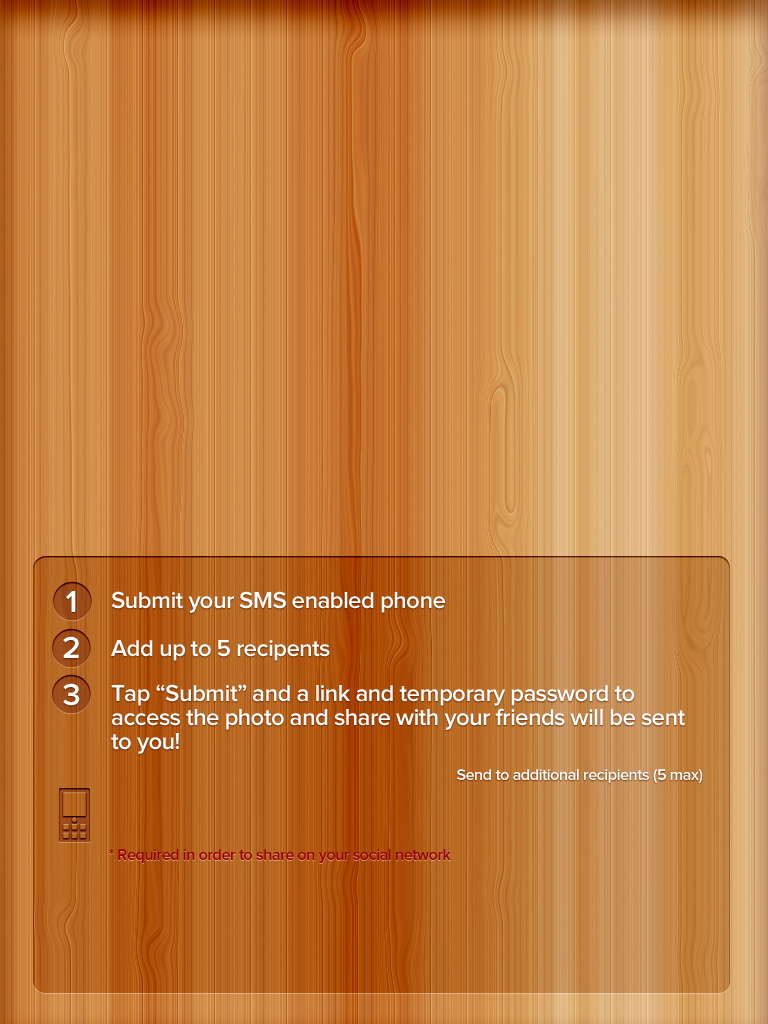 1 Submit your SMS enabled phone
2 Add up to 5 recipents
3 Tap “Submit” and a link and temporary password to
access the photo and share with your friends will be sent
to you!
Send to additional recipients (5 max)
* Required in order to share on your social network